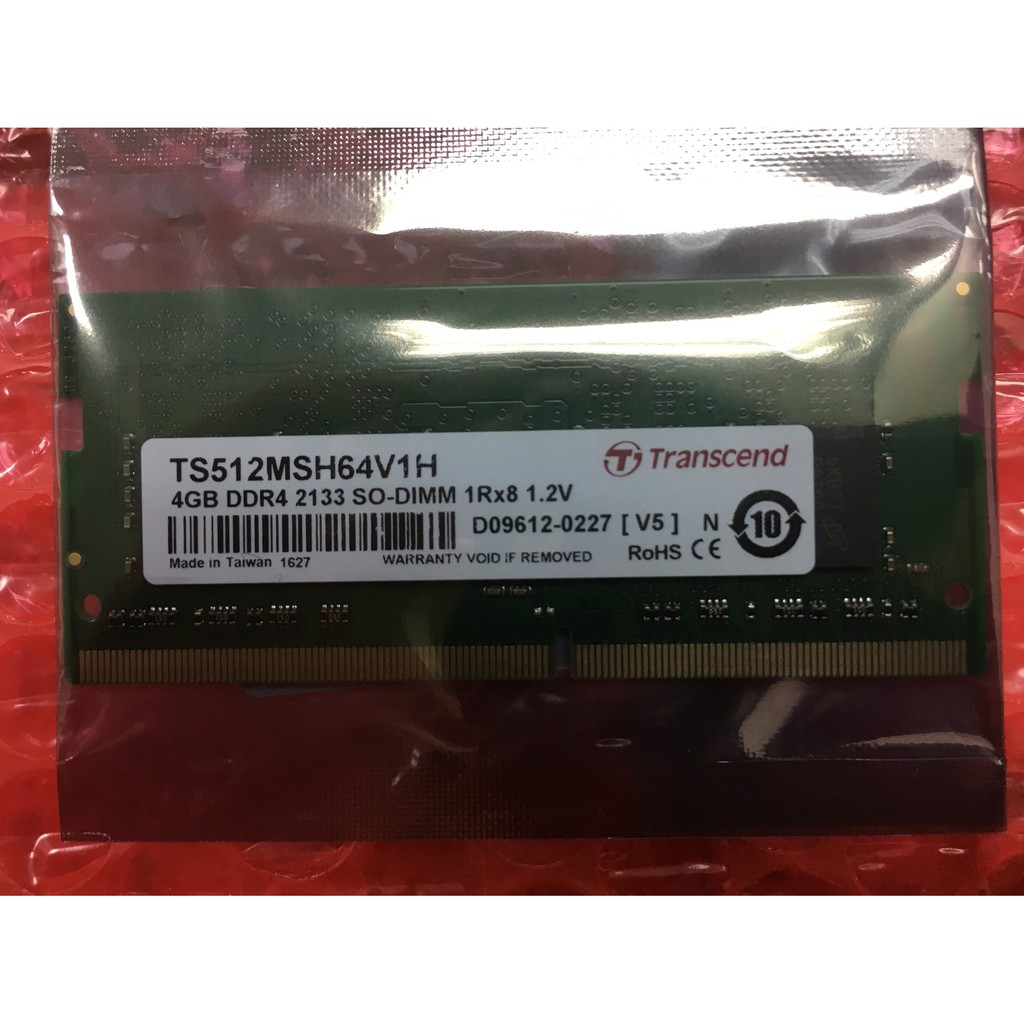 TS512MSH64V1H
Transcend
4GB DDR4 2133 SO-DIMM 1Rx8 1.2V
D09612-0227 [ V5 ] N 10
Made in Taiwan 1627
WARRANTY VOID IF REMOVED
RoHS CE